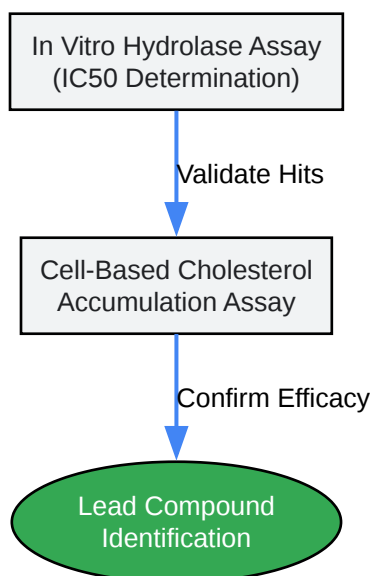 In Vitro Hydrolase Assay
(IC50 Determination)
Validate Hits
Cell-Based Cholesterol
Accumulation Assay
Confirm Efficacy
Lead Compound
Identification